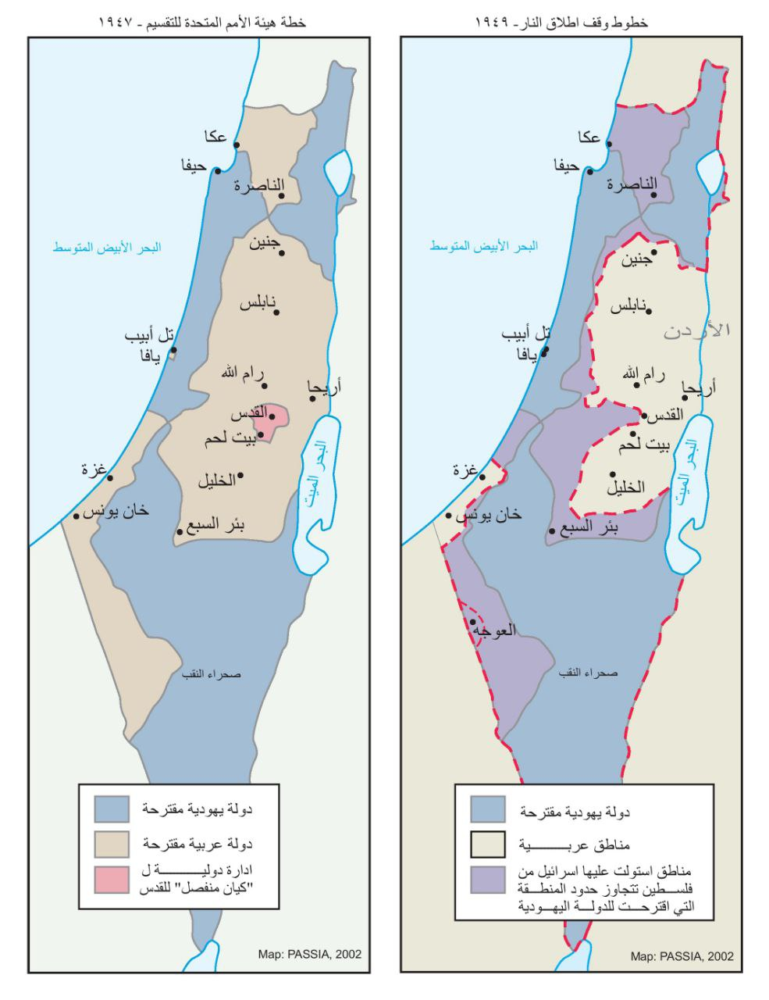 خطة هيئة الأمم المتحدة للتقسيم - ١٩٤٧
عكا
حيفا
الناصرة
جنين
البحر الأبيض المتوسط
نابلس
تل أبيب
يافا
رام الله
أريحا
القدس
بيت لحم
البحر الميت
غزة
الخليل
خان يونس
بئر السبع
صحراء النقب
دولة يهودية مقترحة
دولة عربية مقترحة
ادارة دولية ل
"كيان منفصل" للقدس
Map: PASSIA, 2002
خطوط وقف اطلاق النار - ١٩٤٩
عكا
حيفا
الناصرة
البحر الأبيض المتوسط
جنين
نابلس
الأردن
تل أبيب
يافا
رام الله
أريحا
القدس
بيت لحم
البحر الميت
غزة
الخليل
خان يونس
بئر السبع
العوجه
صحراء النقب
دولة يهودية مقترحة
مناطق عربية
مناطق استولت عليها اسرائيل من
فلسطين تتجاوز حدود المنطقة
التي اقترحت للدولة اليهودية
Map: PASSIA, 2002